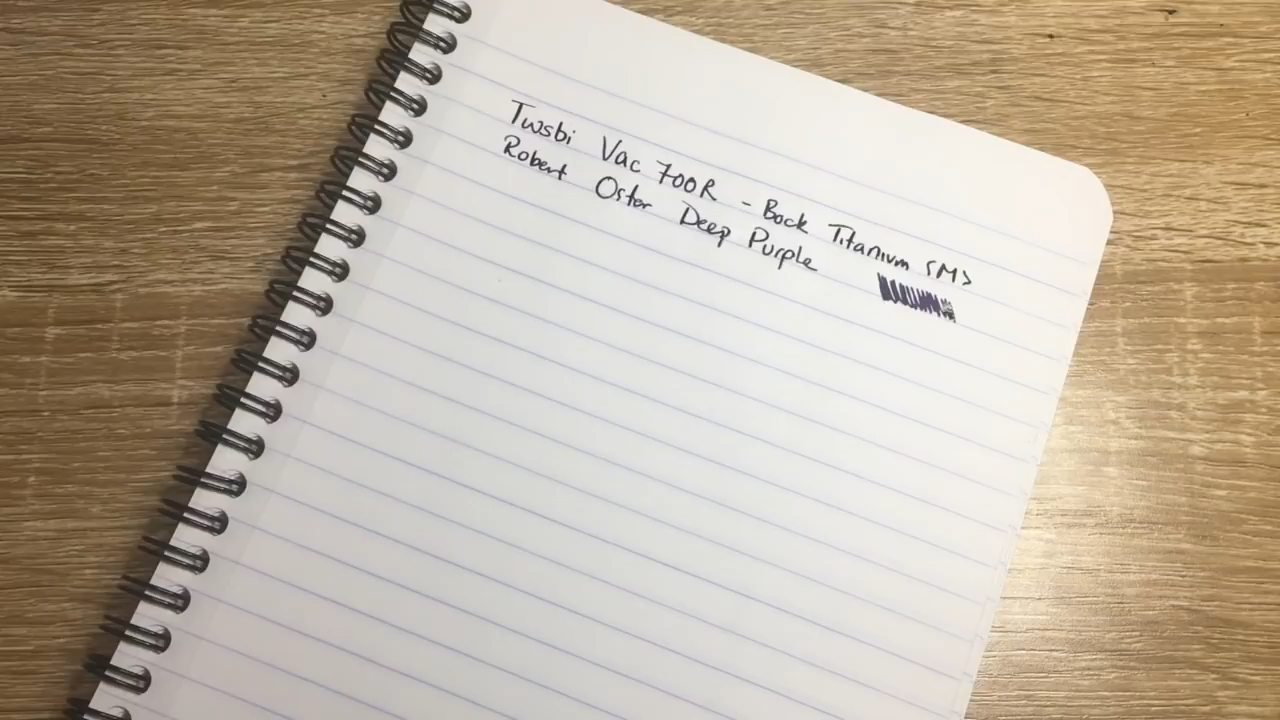 Twsbi Vac 700R - Bock Titanium (M)
Robert Oster Deep Purple